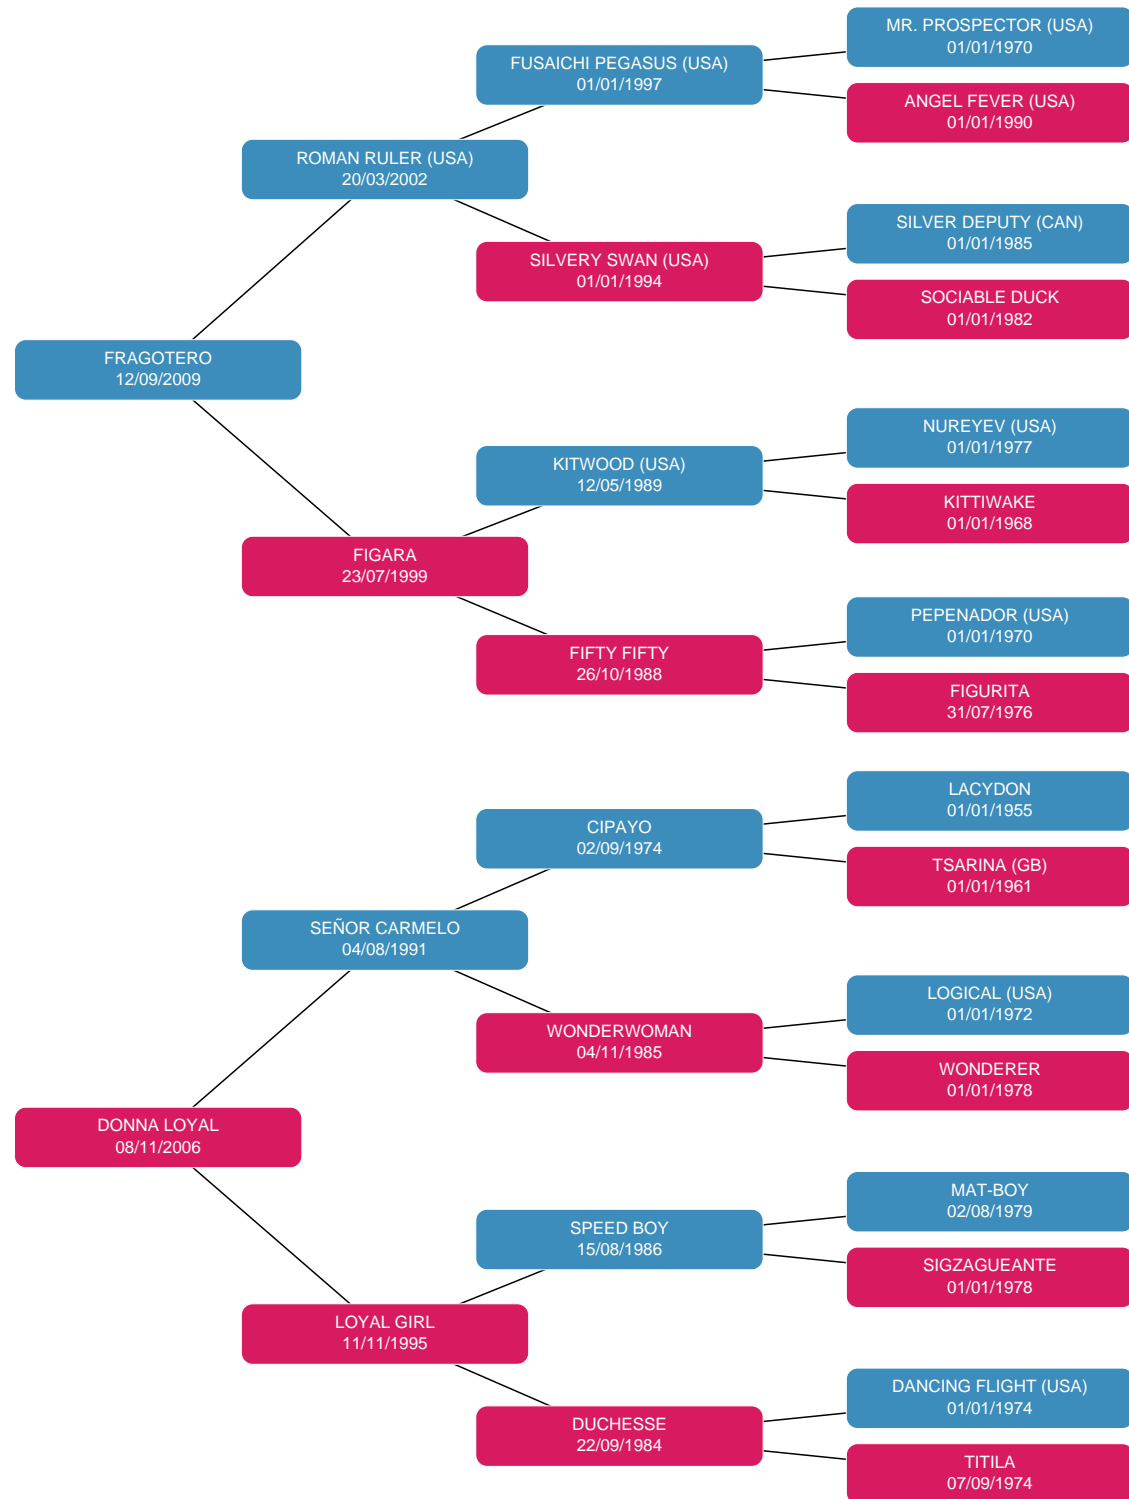 MR. PROSPECTOR (USA)
01/01/1970
FUSAICHI PEGASUS (USA)
01/01/1997
ANGEL FEVER (USA)
01/01/1990
ROMAN RULER (USA)
20/03/2002
SILVER DEPUTY (CAN)
01/01/1985
SILVERY SWAN (USA)
01/01/1994
SOCIABLE DUCK
01/01/1982
FRAGOTERO
12/09/2009
NUREYEV (USA)
01/01/1977
KITWOOD (USA)
12/05/1989
KITTIWAKE
01/01/1968
FIGARA
23/07/1999
PEPENADOR (USA)
01/01/1970
FIFTY FIFTY
26/10/1988
FIGURITA
31/07/1976
LACYDON
01/01/1955
CIPAYO
02/09/1974
TSARINA (GB)
01/01/1961
SEÑOR CARMELO
04/08/1991
LOGICAL (USA)
01/01/1972
WONDERWOMAN
04/11/1985
WONDERER
01/01/1978
DONNA LOYAL
08/11/2006
MAT-BOY
02/08/1979
SPEED BOY
15/08/1986
SIGZAGUEANTE
01/01/1978
LOYAL GIRL
11/11/1995
DANCING FLIGHT (USA)
01/01/1974
DUCHESSE
22/09/1984
TITILA
07/09/1974